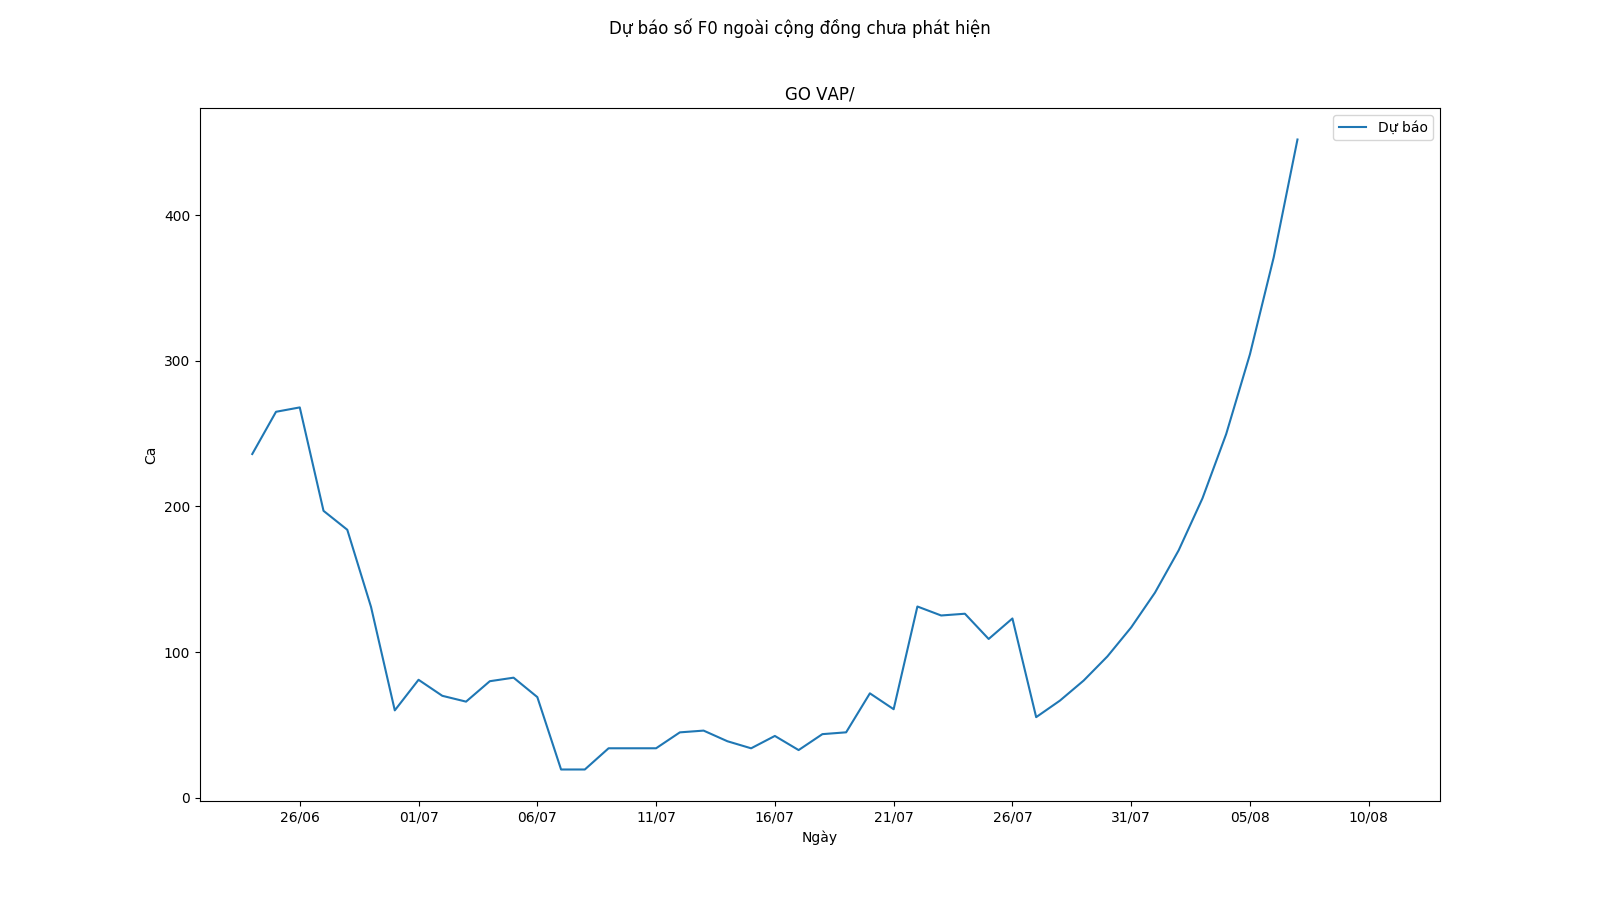 Dự báo số F0 ngoài cộng đồng chưa phát hiện
GO VAP/
Dự báo
Ca
400
300
200
100
0
26/06 01/07 06/07 11/07 16/07 21/07 26/07 31/07 05/08 10/08
Ngày